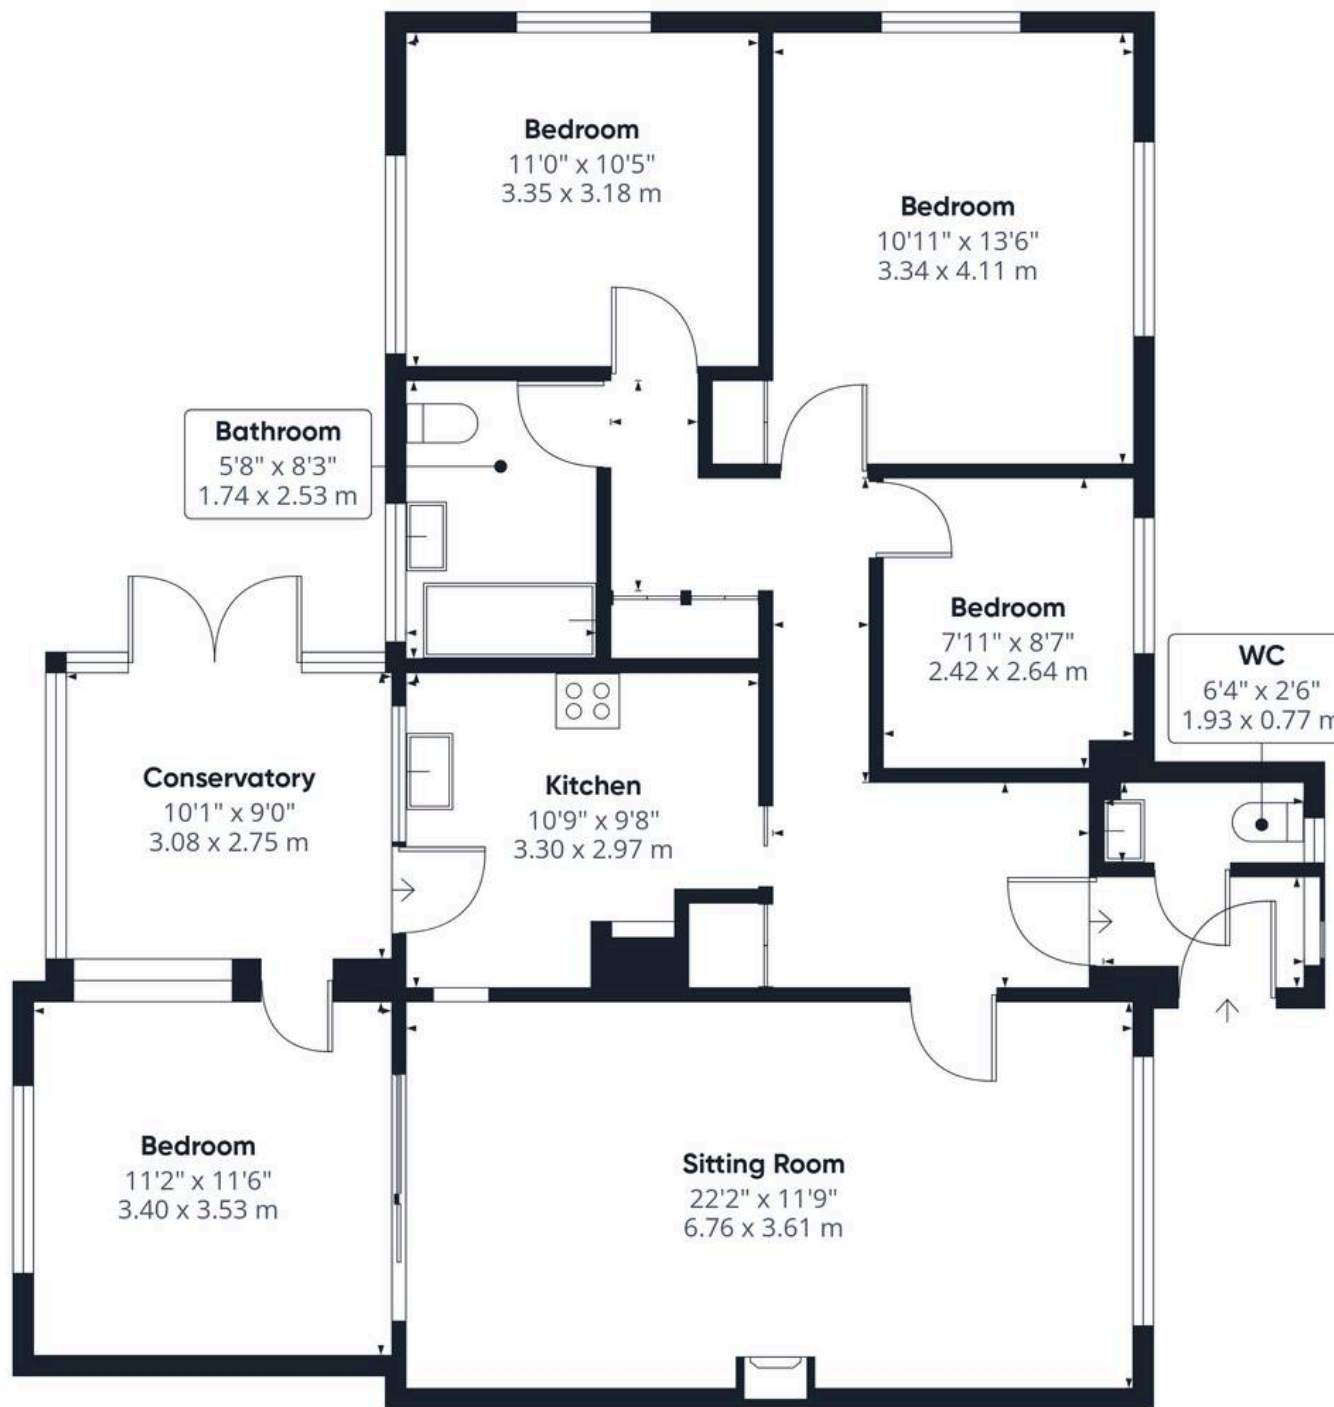 Bedroom
11'0" x 10'5"
3.35 x 3.18 m
Bedroom
10'11" x 13'6"
3.34 x 4.11 m
Bathroom
5'8" x 8'3"
1.74 x 2.53 m
Bedroom
7'11" x 8'7"
2.42 x 2.64 m
WC
6'4" x 2'6"
1.93 x 0.77 m
Conservatory
10'1" x 9'0"
3.08 x 2.75 m
Kitchen
10'9" x 9'8"
3.30 x 2.97 m
Bedroom
11'2" x 11'6"
3.40 x 3.53 m
Sitting Room
22'2" x 11'9"
6.76 x 3.61 m